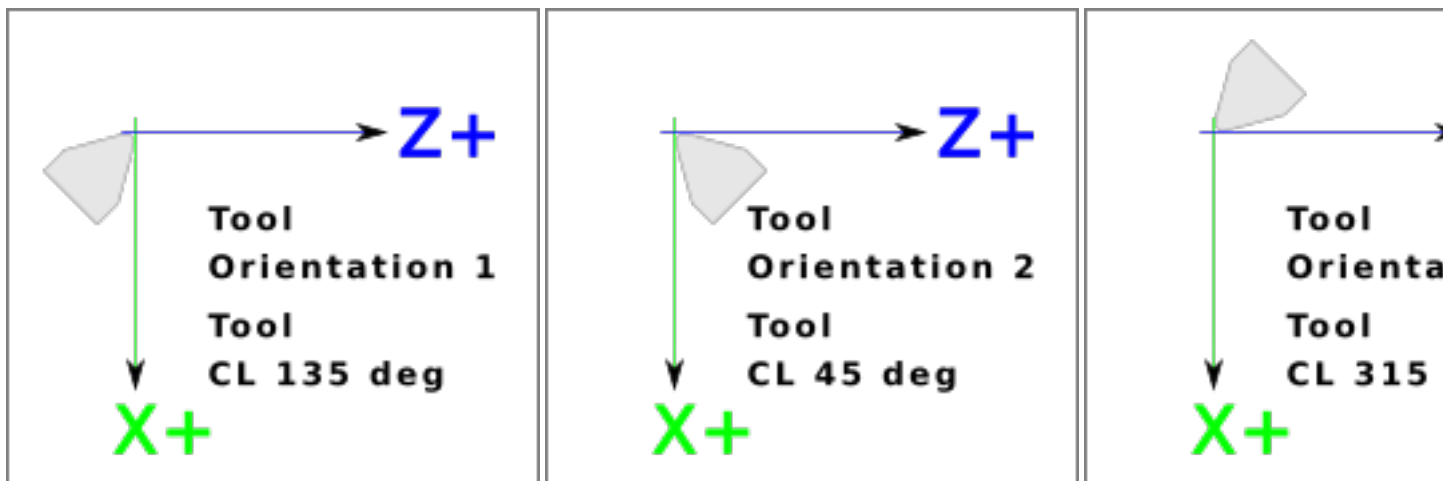 Z+
Tool
Orientation 1
Tool
CL 135 deg
X+
Z+
Tool
Orientation 2
Tool
CL 45 deg
X+
Tool
Tool
CL 315
X+